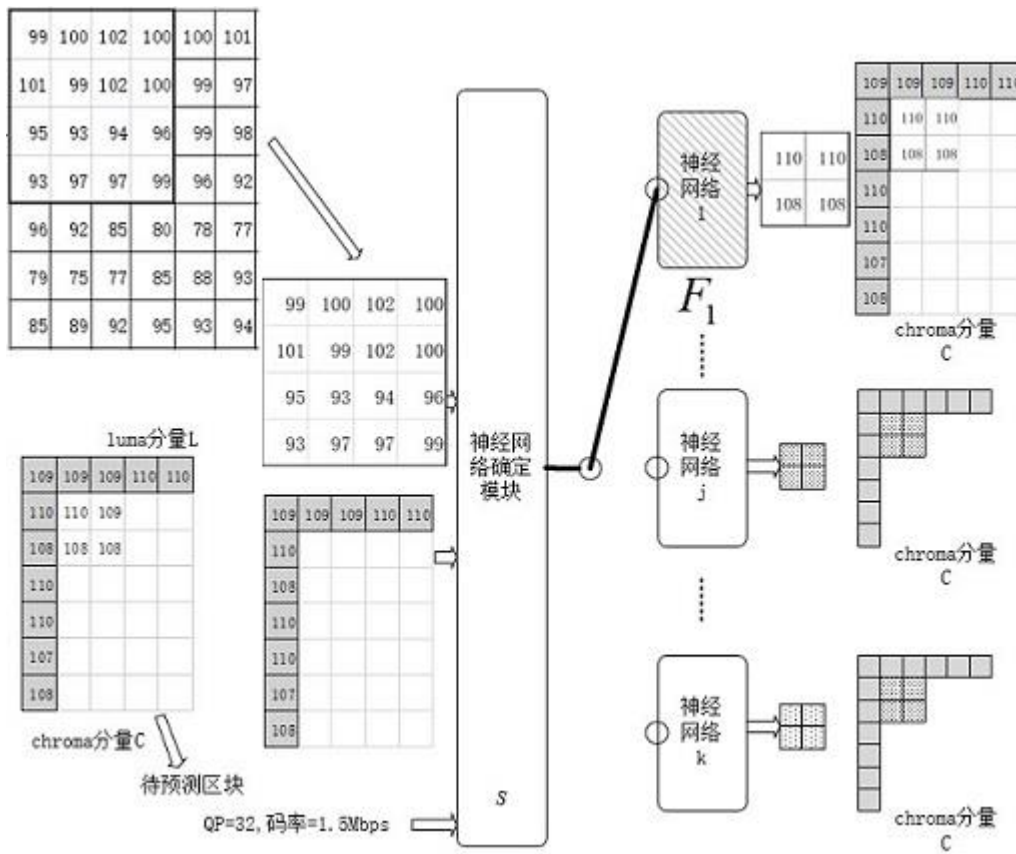 99 100 102 100 100 101
101 99 102 100 99 97
95 93 94 96 99 98
93 97 97 99 96 92
96 92 85 80 78 77
79 75 77 85 88 93
85 89 92 95 93 94
luma分量L
109 109 109 110 110
110 110 109
108 108 108
110
110
107
108
chroma分量C
待预测区块
99 100 102 100
101 99 102 100
95 93 94 96
93 97 97 99
109 109 109 110 110
110
108
110
110
107
108
QP=32,码率=1.5Mbps
神经网
络确定
模块
S
神经
网络
1
F1
110 110
108 108
109 109 109 110 110
110 110 110
108 108 108
110
110
107
108
chroma分量
C
神经
网络
j
chroma分量
C
神经
网络
k
chroma分量
C